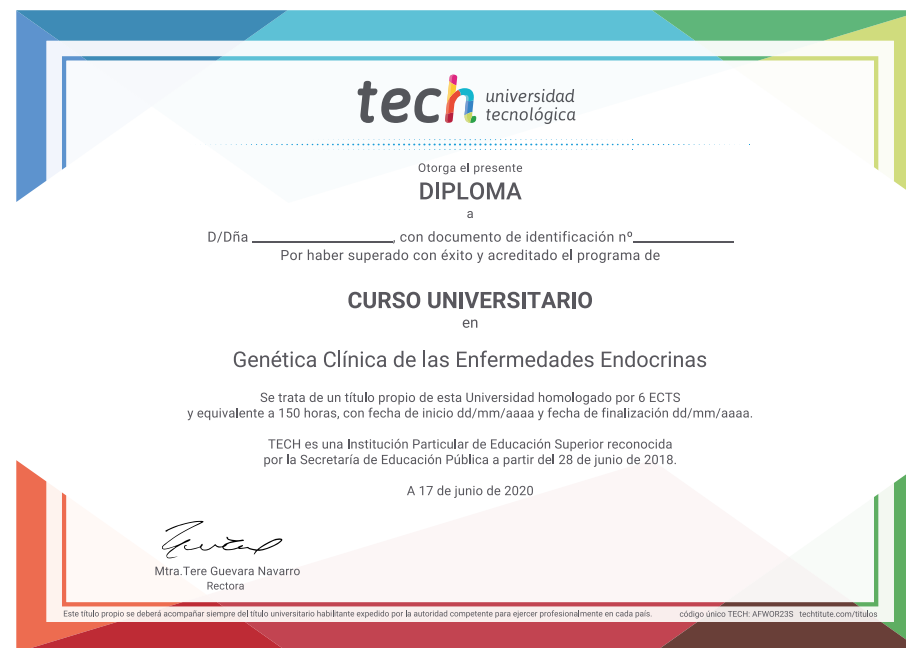 tech universidad
tecnológica
Otorga el presente
DIPLOMA
a
D/Dña ____________________, con documento de identificación nº______________
Por haber superado con éxito y acreditado el programa de
CURSO UNIVERSITARIO
en
Genética Clínica de las Enfermedades Endocrinas
Se trata de un título propio de esta Universidad homologado por 6 ECTS
y equivalente a 150 horas, con fecha de inicio dd/mm/aaaa y fecha de finalización dd/mm/aaaa.
TECH es una Institución Particular de Educación Superior reconocida
por la Secretaría de Educación Pública a partir del 28 de junio de 2018.
A 17 de junio de 2020
Mtra.Tere Guevara Navarro
Rectora
Este título propio se deberá acompañar siempre del título universitario habilitante expedido por la autoridad competente para ejercer profesionalmente en cada país. código único TECH: AFWOR23S techtitute.com/titulos